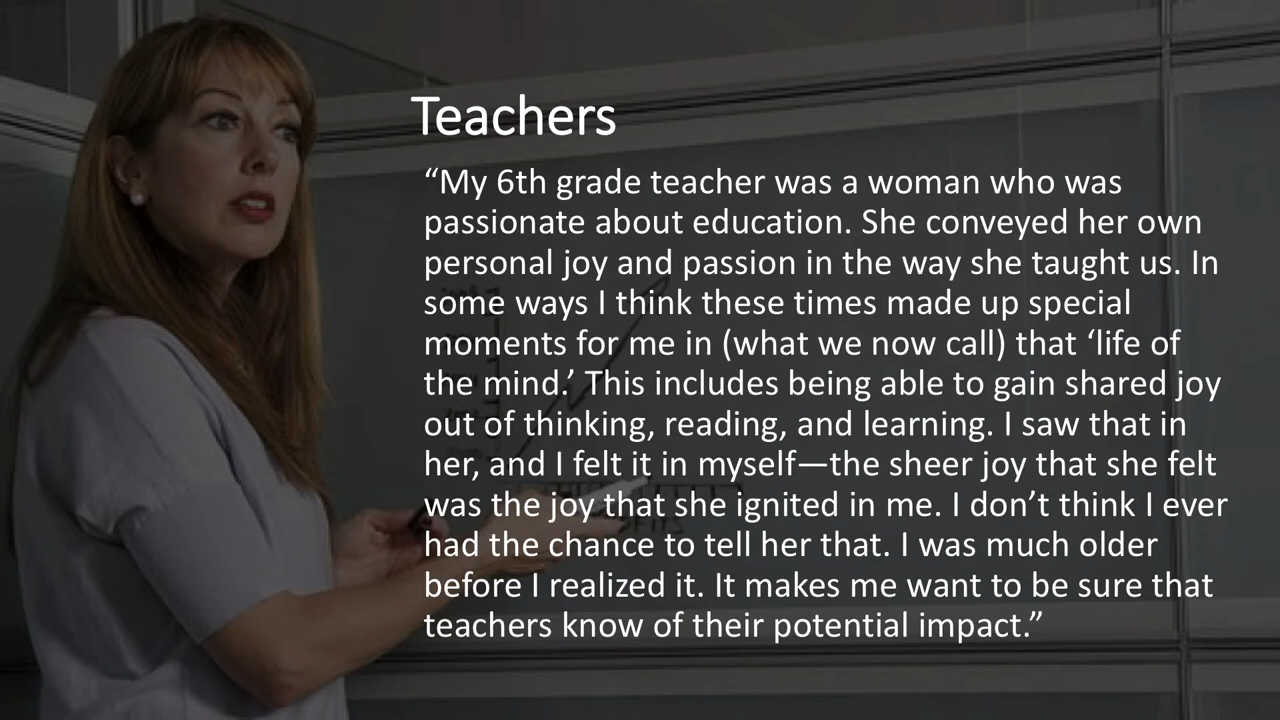 Teachers
“My 6th grade teacher was a woman who was
passionate about education. She conveyed her own
personal joy and passion in the way she taught us. In
some ways I think these times made up special
moments for me in (what we now call) that ‘life of
the mind.’ This includes being able to gain shared joy
out of thinking, reading, and learning. I saw that in
her, and I felt it in myself—the sheer joy that she felt
was the joy that she ignited in me. I don’t think I ever
had the chance to tell her that. I was much older
before I realized it. It makes me want to be sure that
teachers know of their potential impact.”